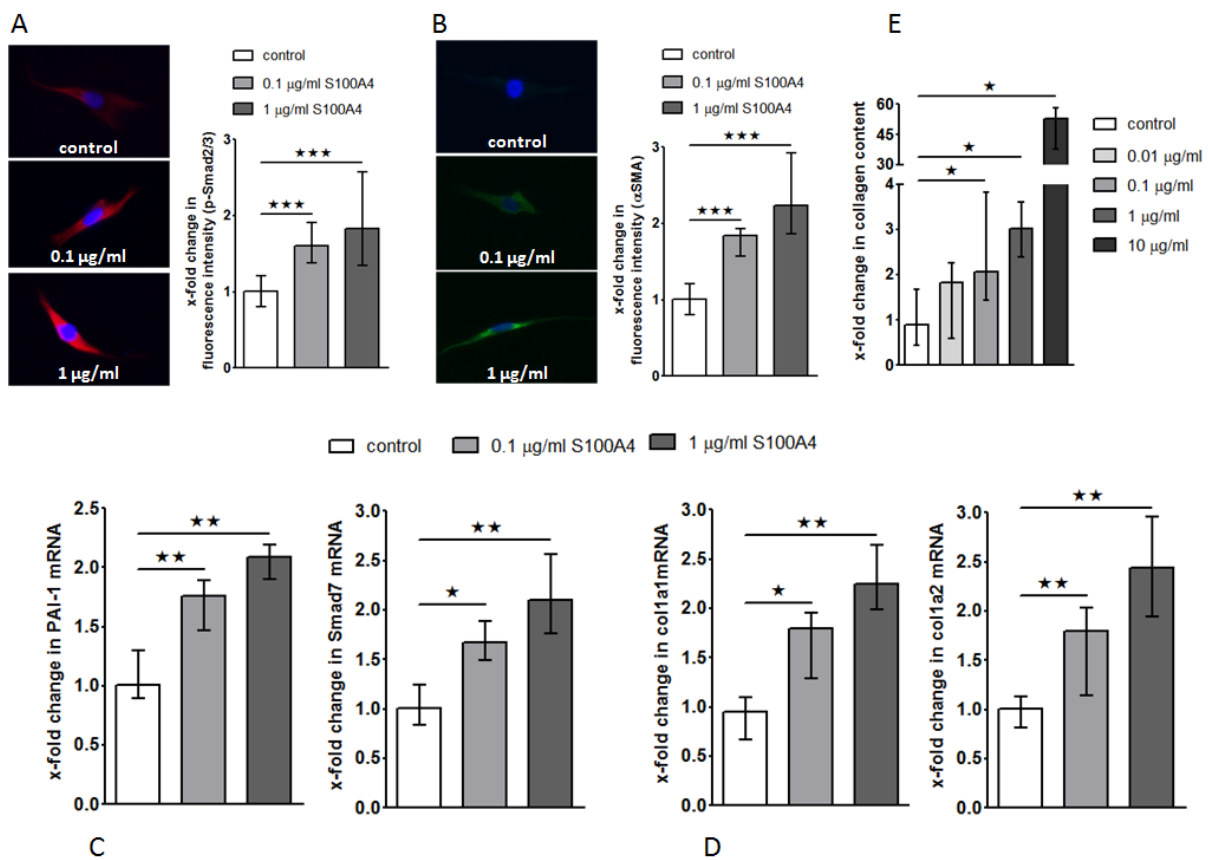 A
control
0.1 µg/ml
1 µg/ml
control
0.1 µg/ml S100A4
1 µg/ml S100A4
x-fold change in
fluorescence intensity (p-Smad2/3)
3
2
1
0
★★★
★★★
B
control
0.1 µg/ml
1 µg/ml
control
0.1 µg/ml S100A4
1 µg/ml S100A4
x-fold change in
fluorescence intensity (αSMA)
3
2
1
0
★★★
★★★
E
x-fold change in collagen content
60
45
30
4
3
2
1
0
★
★
★
control
0.01 µg/ml
0.1 µg/ml
1 µg/ml
10 µg/ml
control
0.1 µg/ml S100A4
1 µg/ml S100A4
x-fold change in PAI-1 mRNA
2.5
2.0
1.5
1.0
0.5
0.0
★★
★★
x-fold change in Smad7 mRNA
3.0
2.5
2.0
1.5
1.0
0.5
0.0
★★
★
x-fold change in col1a1mRNA
3.0
2.5
2.0
1.5
1.0
0.5
0.0
★★
★
x-fold change in col1a2 mRNA
3.0
2.5
2.0
1.5
1.0
0.5
0.0
★★
★★
C
D